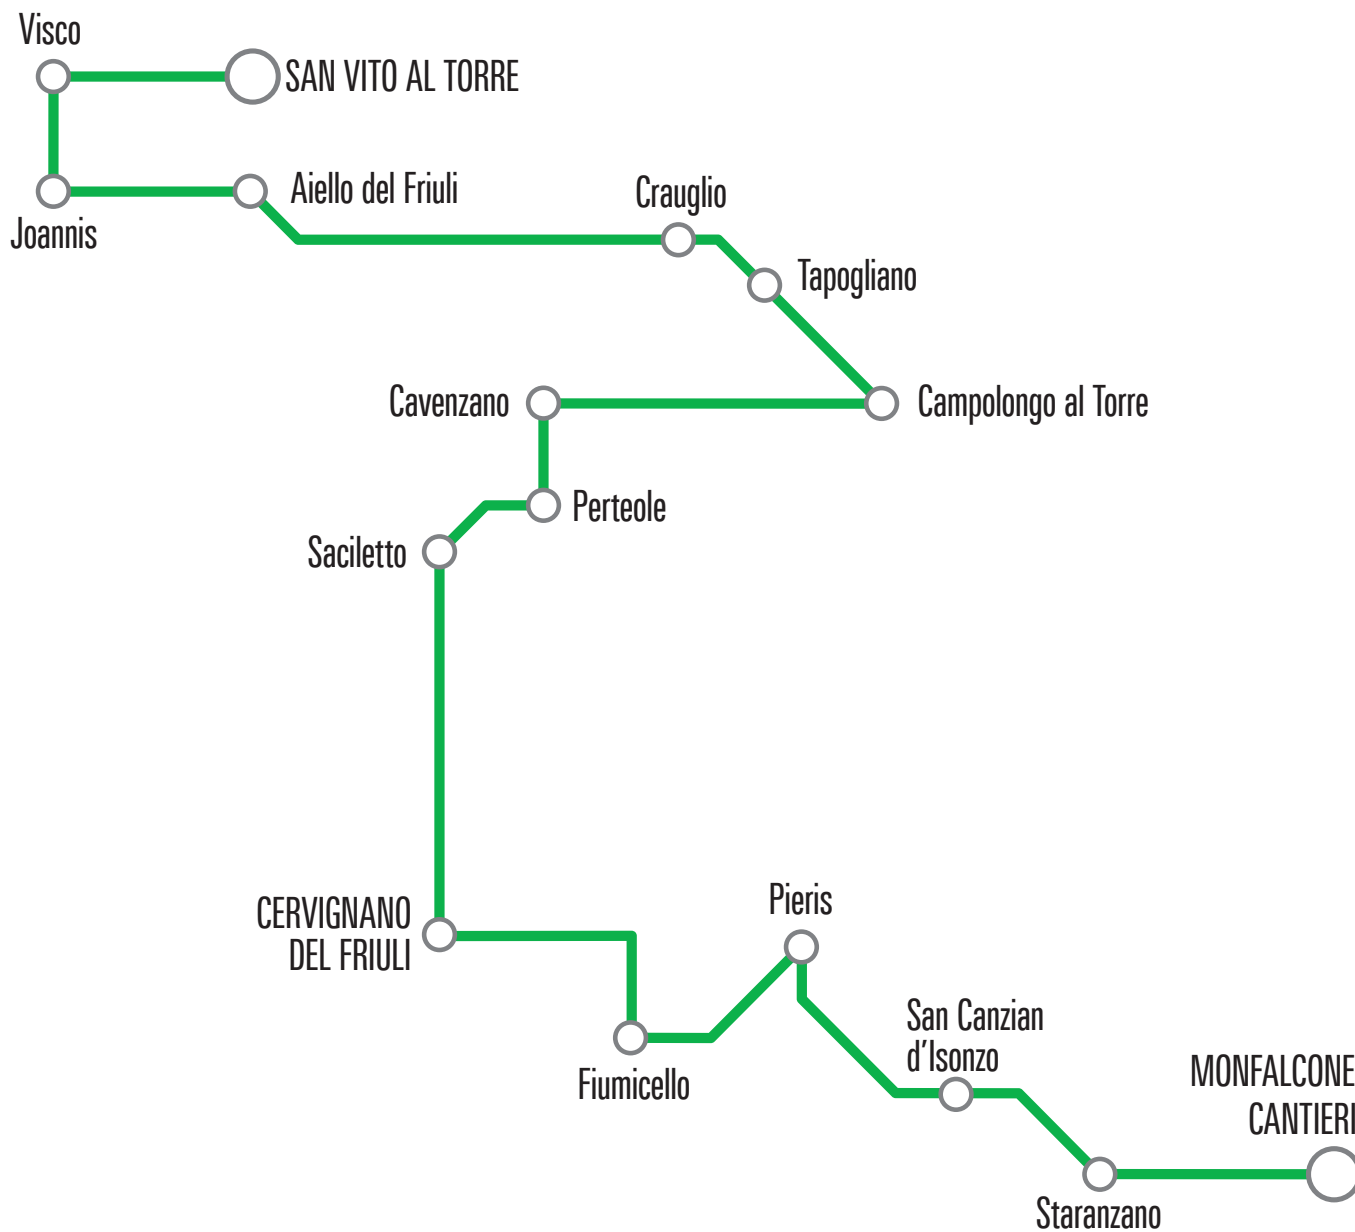 Visco
SAN VITO AL TORRE
Joannis
Aiello del Friuli
Crauglio
Tapogliano
Cavenzano
Campolongo al Torre
Perteole
Saciletto
CERVIGNANO
DEL FRIULI
Pieris
Fiumicello
San Canzian
d'Isonzo
MONFALCONE
CANTIERI
Staranzano